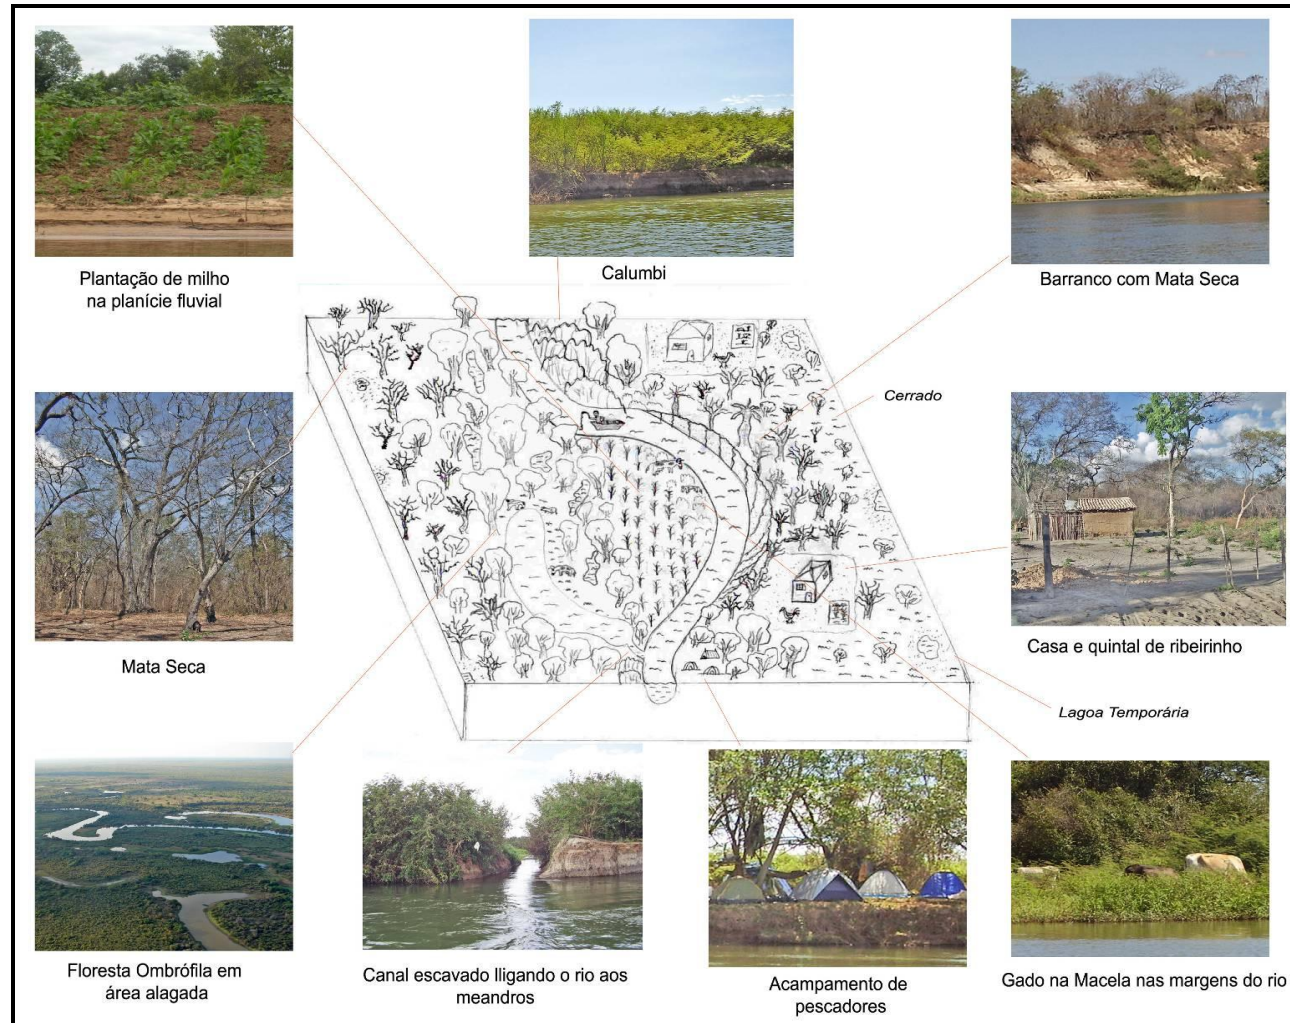 Plantação de milho
na planície fluvial
Calumbi
Barranco com Mata Seca
Cerrado
Mata Seca
Casa e quintal de ribeirinho
Lagoa Temporária
Floresta Ombrófila em
área alagada
Canal escavado lligando o rio aos
meandros
Acampamento de
pescadores
Gado na Macela nas margens do rio